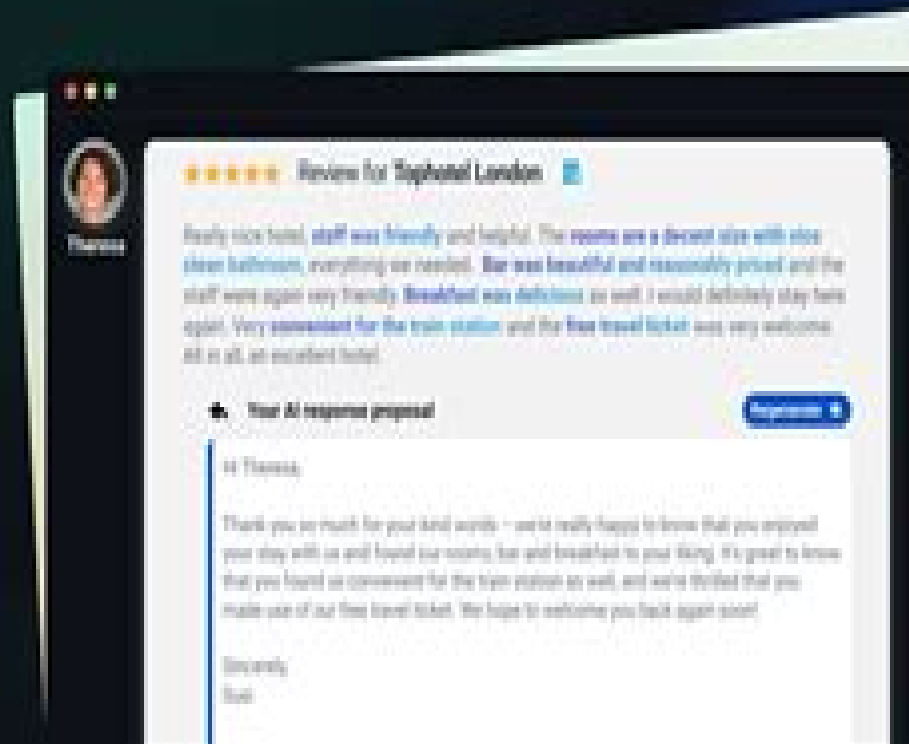 Theresa
Review for Tophotel London
Really nice hotel, staff was friendly and helpful. The rooms are a decent size with nice
clean bathroom, everything we needed. Bar was beautiful and reasonably priced and the
staff were again very friendly. Breakfast was delicious as well. I would definitely stay here
again. Very convenient for the train station and the free travel ticket was very welcome.
All in all, an excellent hotel.
Your AI response proposal
Regenerate
Hi Theresa,
Thank you so much for your kind words – we're really happy to know that you enjoyed
your stay with us and found our rooms, bar and breakfast to your liking. It's great to know
that you found us convenient for the train station as well, and we're thrilled that you
made use of our free travel ticket. We hope to welcome you back again soon!
Sincerely,